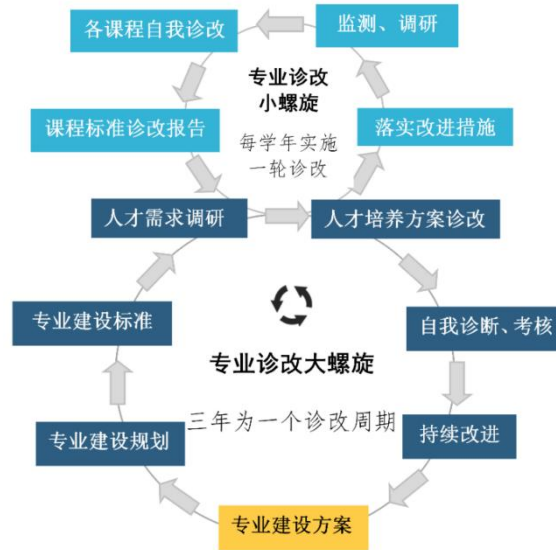 各课程自我诊改
监测、调研
专业诊改
小螺旋
课程标准诊改报告
落实改进措施
每学年实施
一轮诊改
人才需求调研
人才培养方案诊改
专业建设标准
自我诊断、考核
专业诊改大螺旋
三年为一个诊改周期
专业建设规划
持续改进
专业建设方案